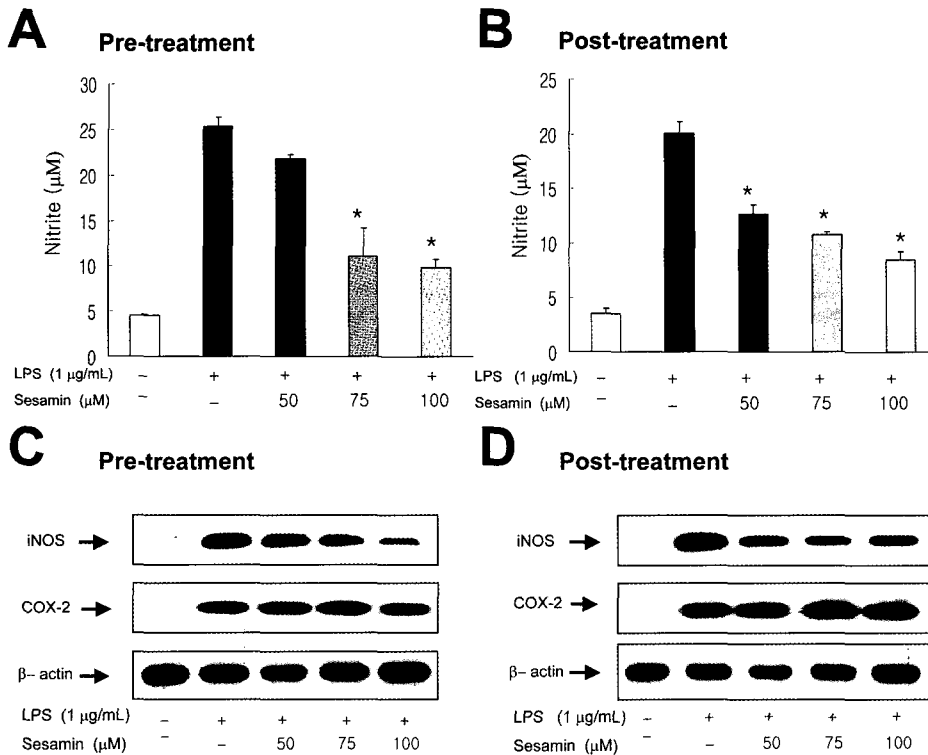 A Pre-treatment
Nitrite (μM)
30
25
20
15
10
5
0
* *
LPS (1 μg/mL) – + + + +
Sesamin (μM) – – 50 75 100
B Post-treatment
Nitrite (μM)
25
20
15
10
5
0
* * *
LPS (1 μg/mL) – + + + +
Sesamin (μM) – – 50 75 100
C Pre-treatment
iNOS
COX-2
β– actin
LPS (1 μg/mL) – + + + +
Sesamin (μM) – – 50 75 100
D Post-treatment
iNOS
COX-2
β– actin
LPS (1 μg/mL) – + + + +
Sesamin (μM) – – 50 75 100